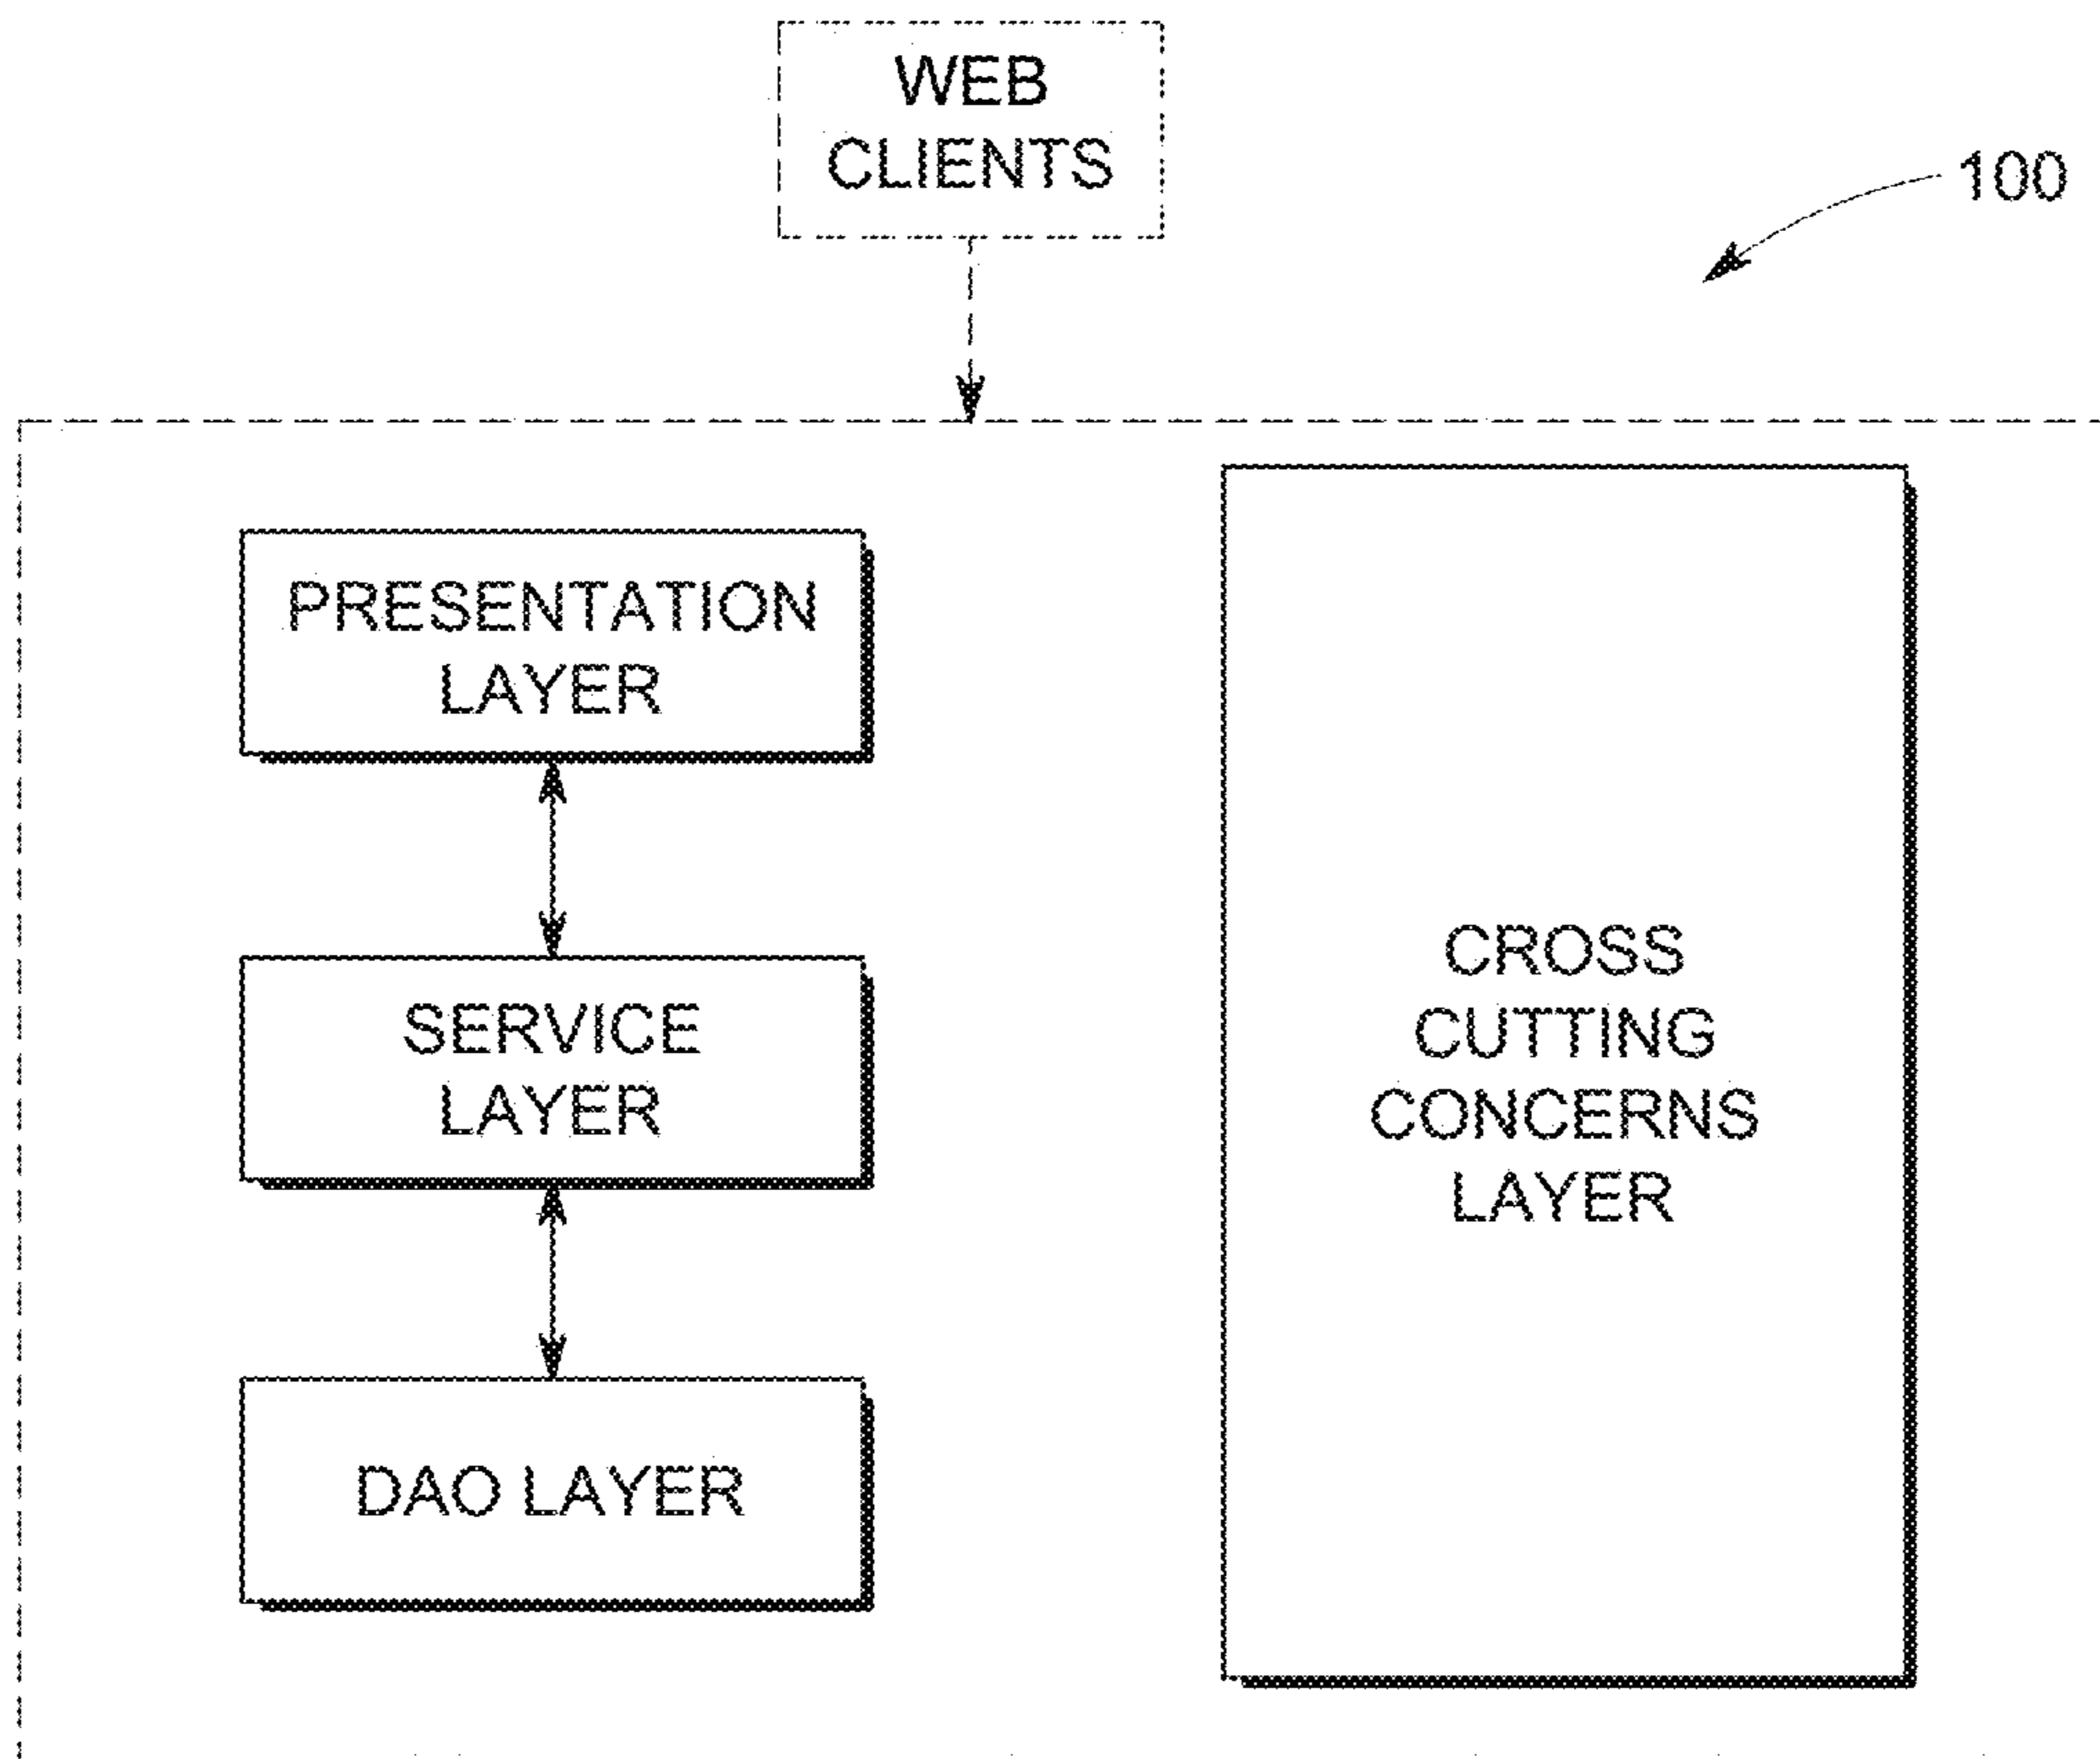 WEB
CLIENTS
100
PRESENTATION
LAYER
SERVICE
LAYER
DAO LAYER
CROSS
CUTTING
CONCERNS
LAYER